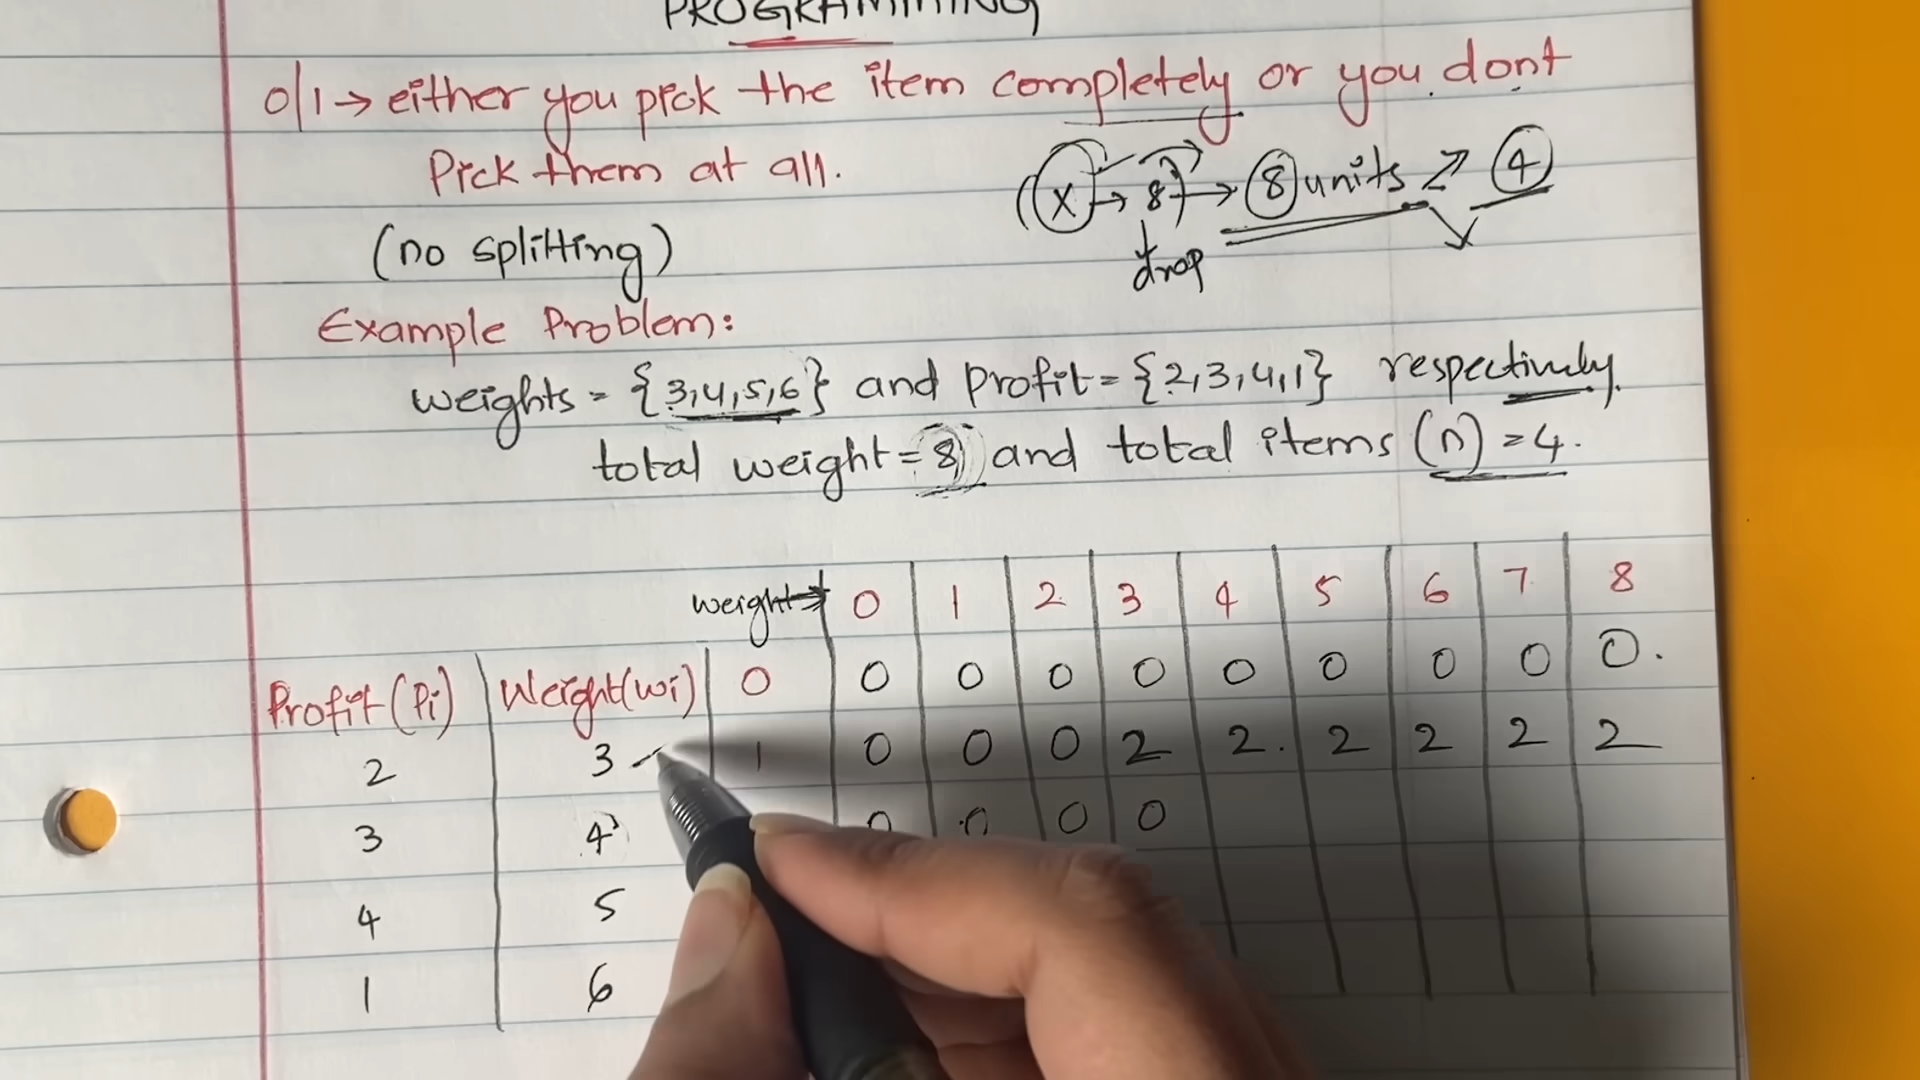 PROGRAMMING
0/1→ either you pick the item completely or you dont
Pick them at all.
(x → 8) → 8 units ≥ 4
drop
(no splitting)
Example Problem:
weights = {3,4,5,6} and Profit = {2,3,4,1} respectively.
total weight = 8 and total items (n) = 4.
weight→ 0 1 2 3 4 5 6 7 8
Profit(Pi) Weight(wi) 0 0 0 0 0 0 0 0 0 0.
2 3 1 0 0 0 2 2. 2 2 2 2
3 4 0 0 0 0
4 5
1 6